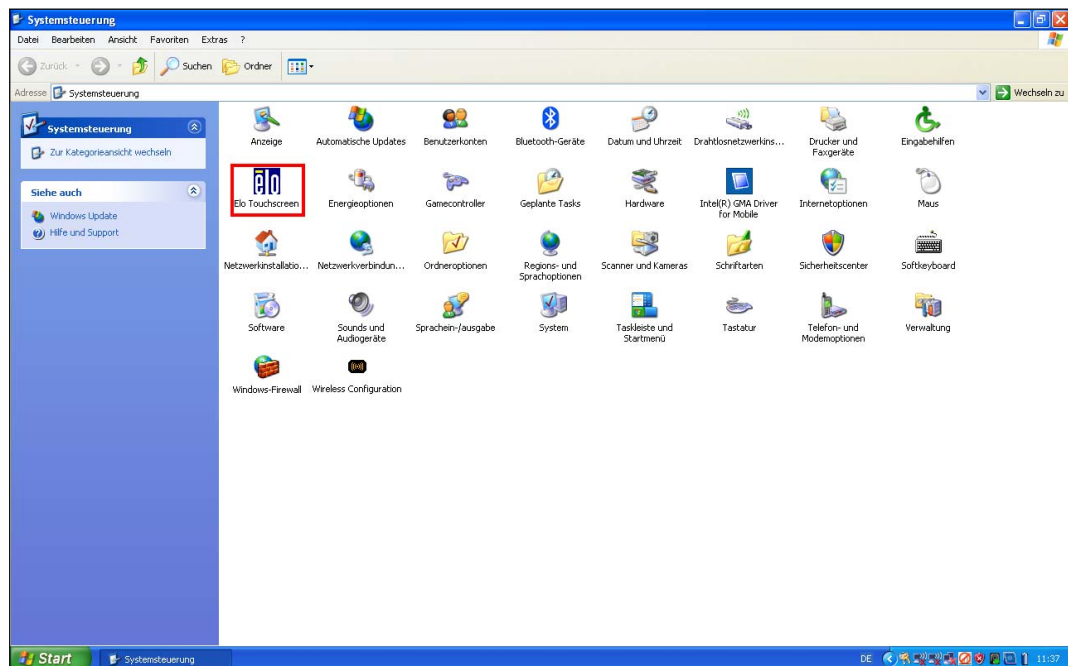 Systemsteuerung
Datei Bearbeiten Ansicht Favoriten Extras ?
Zurück Suchen Ordner
Adresse Systemsteuerung Wechseln zu
Systemsteuerung
Zur Kategorieansicht wechseln
Siehe auch
Windows Update
Hilfe und Support
Anzeige
Automatische Updates
Benutzerkonten
Bluetooth-Geräte
Datum und Uhrzeit
Drahtlosnetzwerkins...
Drucker und
Faxgeräte
Eingabehilfen
elo
Elo Touchscreen
Energieoptionen
Gamecontroller
Geplante Tasks
Hardware
Intel(R) GMA Driver
for Mobile
Internetoptionen
Maus
Netzwerkinstallatio...
Netzwerkverbindun...
Ordneroptionen
Regions- und
Sprachoptionen
Scanner und Kameras
Schriftarten
Sicherheitscenter
Softkeyboard
Software
Sounds und
Audiogeräte
Sprachein-/ausgabe
System
Taskleiste und
Startmenü
Tastatur
Telefon- und
Modemoptionen
Verwaltung
Windows-Firewall
Wireless Configuration
Start Systemsteuerung DE 11:37